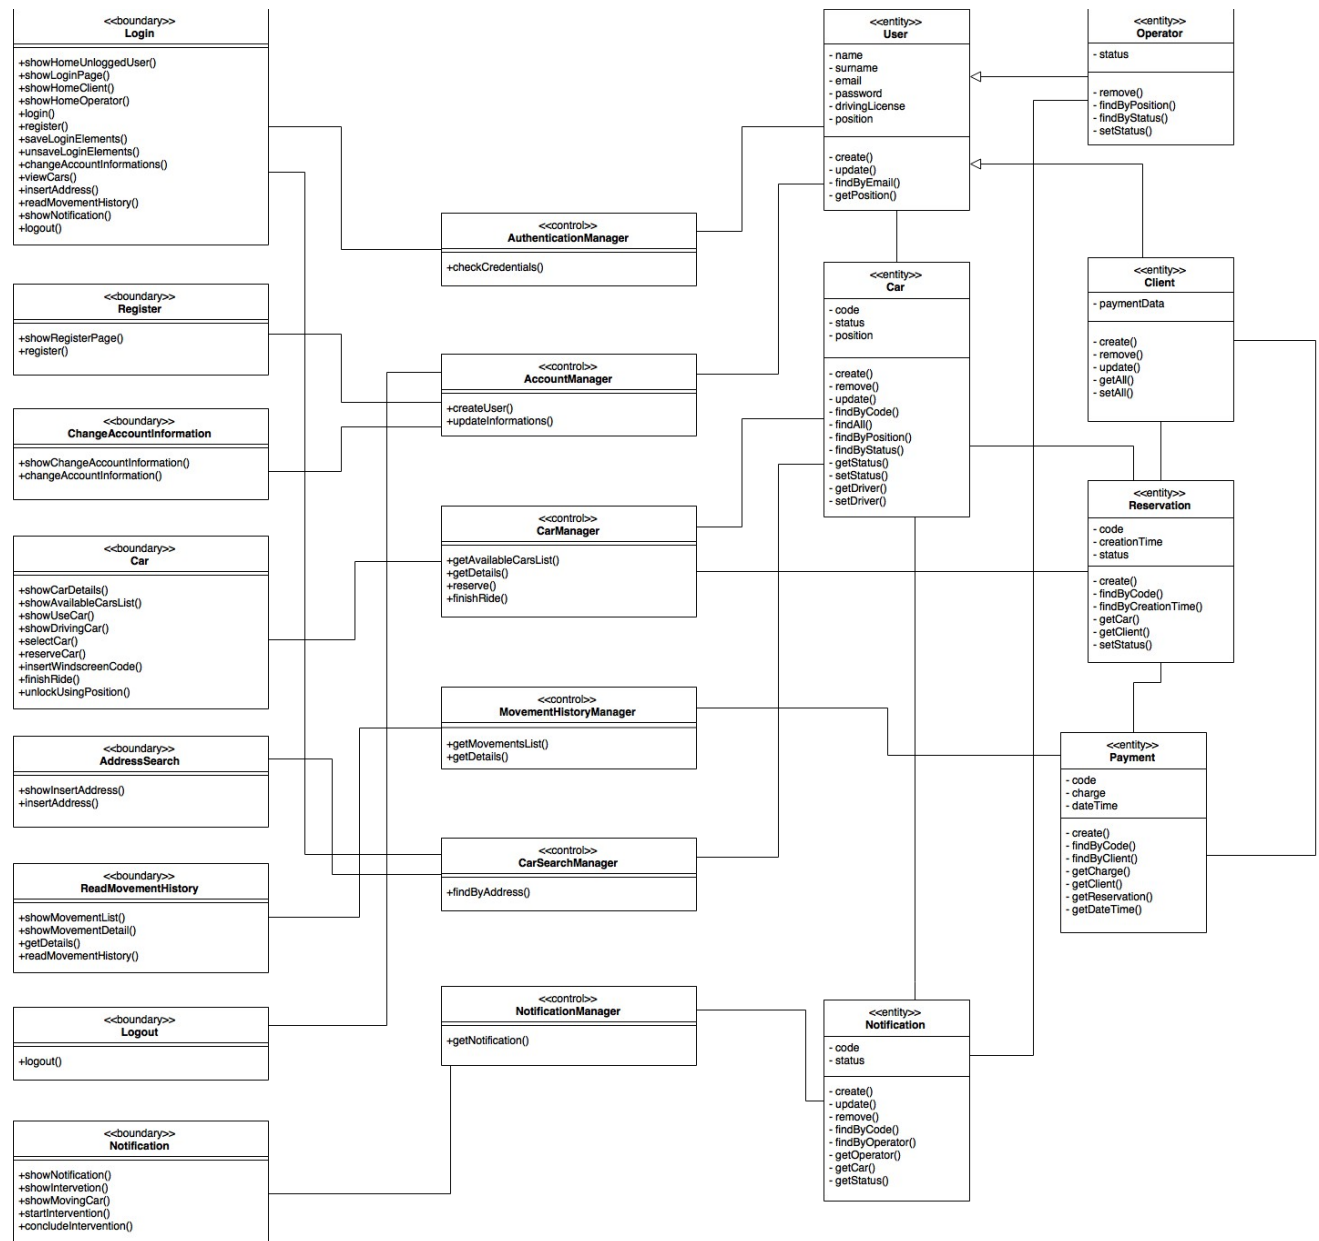 <<boundary>>
Login
+showHomeUnloggedUser()
+showLoginPage()
+showHomeClient()
+showHomeOperator()
+login()
+register()
+saveLoginElements()
+unsaveLoginElements()
+changeAccountInformations()
+viewCars()
+insertAddress()
+readMovementHistory()
+showNotification()
+logout()
<<boundary>>
Register
+showRegisterPage()
+register()
<<boundary>>
ChangeAccountInformation
+showChangeAccountInformation()
+changeAccountInformation()
<<boundary>>
Car
+showCarDetails()
+showAvailableCarsList()
+showUseCar()
+showDrivingCar()
+selectCar()
+reserveCar()
+insertWindscreenCode()
+finishRide()
+unlockUsingPosition()
<<boundary>>
AddressSearch
+showInsertAddress()
+insertAddress()
<<boundary>>
ReadMovementHistory
+showMovementList()
+showMovementDetail()
+getDetails()
+readMovementHistory()
<<boundary>>
Logout
+logout()
<<boundary>>
Notification
+showNotification()
+showIntervetion()
+showMovingCar()
+startIntervention()
+concludeIntervention()
<<control>>
AuthenticationManager
+checkCredentials()
<<control>>
AccountManager
+createUser()
+updateInformations()
<<control>>
CarManager
+getAvailableCarsList()
+getDetails()
+reserve()
+finishRide()
<<control>>
MovementHistoryManager
+getMovementsList()
+getDetails()
<<control>>
CarSearchManager
+findByAddress()
<<control>>
NotificationManager
+getNotification()
<<entity>>
User
- name
- surname
- email
- password
- drivingLicense
- position
- create()
- update()
- findByEmail()
- getPosition()
<<entity>>
Car
- code
- status
- position
- create()
- remove()
- update()
- findByCode()
- findAll()
- findByPosition()
- findByStatus()
- getStatus()
- setStatus()
- getDriver()
- setDriver()
<<entity>>
Notification
- code
- status
- create()
- update()
- remove()
- findByCode()
- findByOperator()
- getOperator()
- getCar()
- getStatus()
<<entity>>
Operator
- status
- remove()
- findByPosition()
- findByStatus()
- setStatus()
<<entity>>
Client
- paymentData
- create()
- remove()
- update()
- getAll()
- setAll()
<<entity>>
Reservation
- code
- creationTime
- status
- create()
- findByCode()
- findByCreationTime()
- getCar()
- getClient()
- setStatus()
<<entity>>
Payment
- code
- charge
- dateTime
- create()
- findByCode()
- findByClient()
- getCharge()
- getClient()
- getReservation()
- getDateTime()